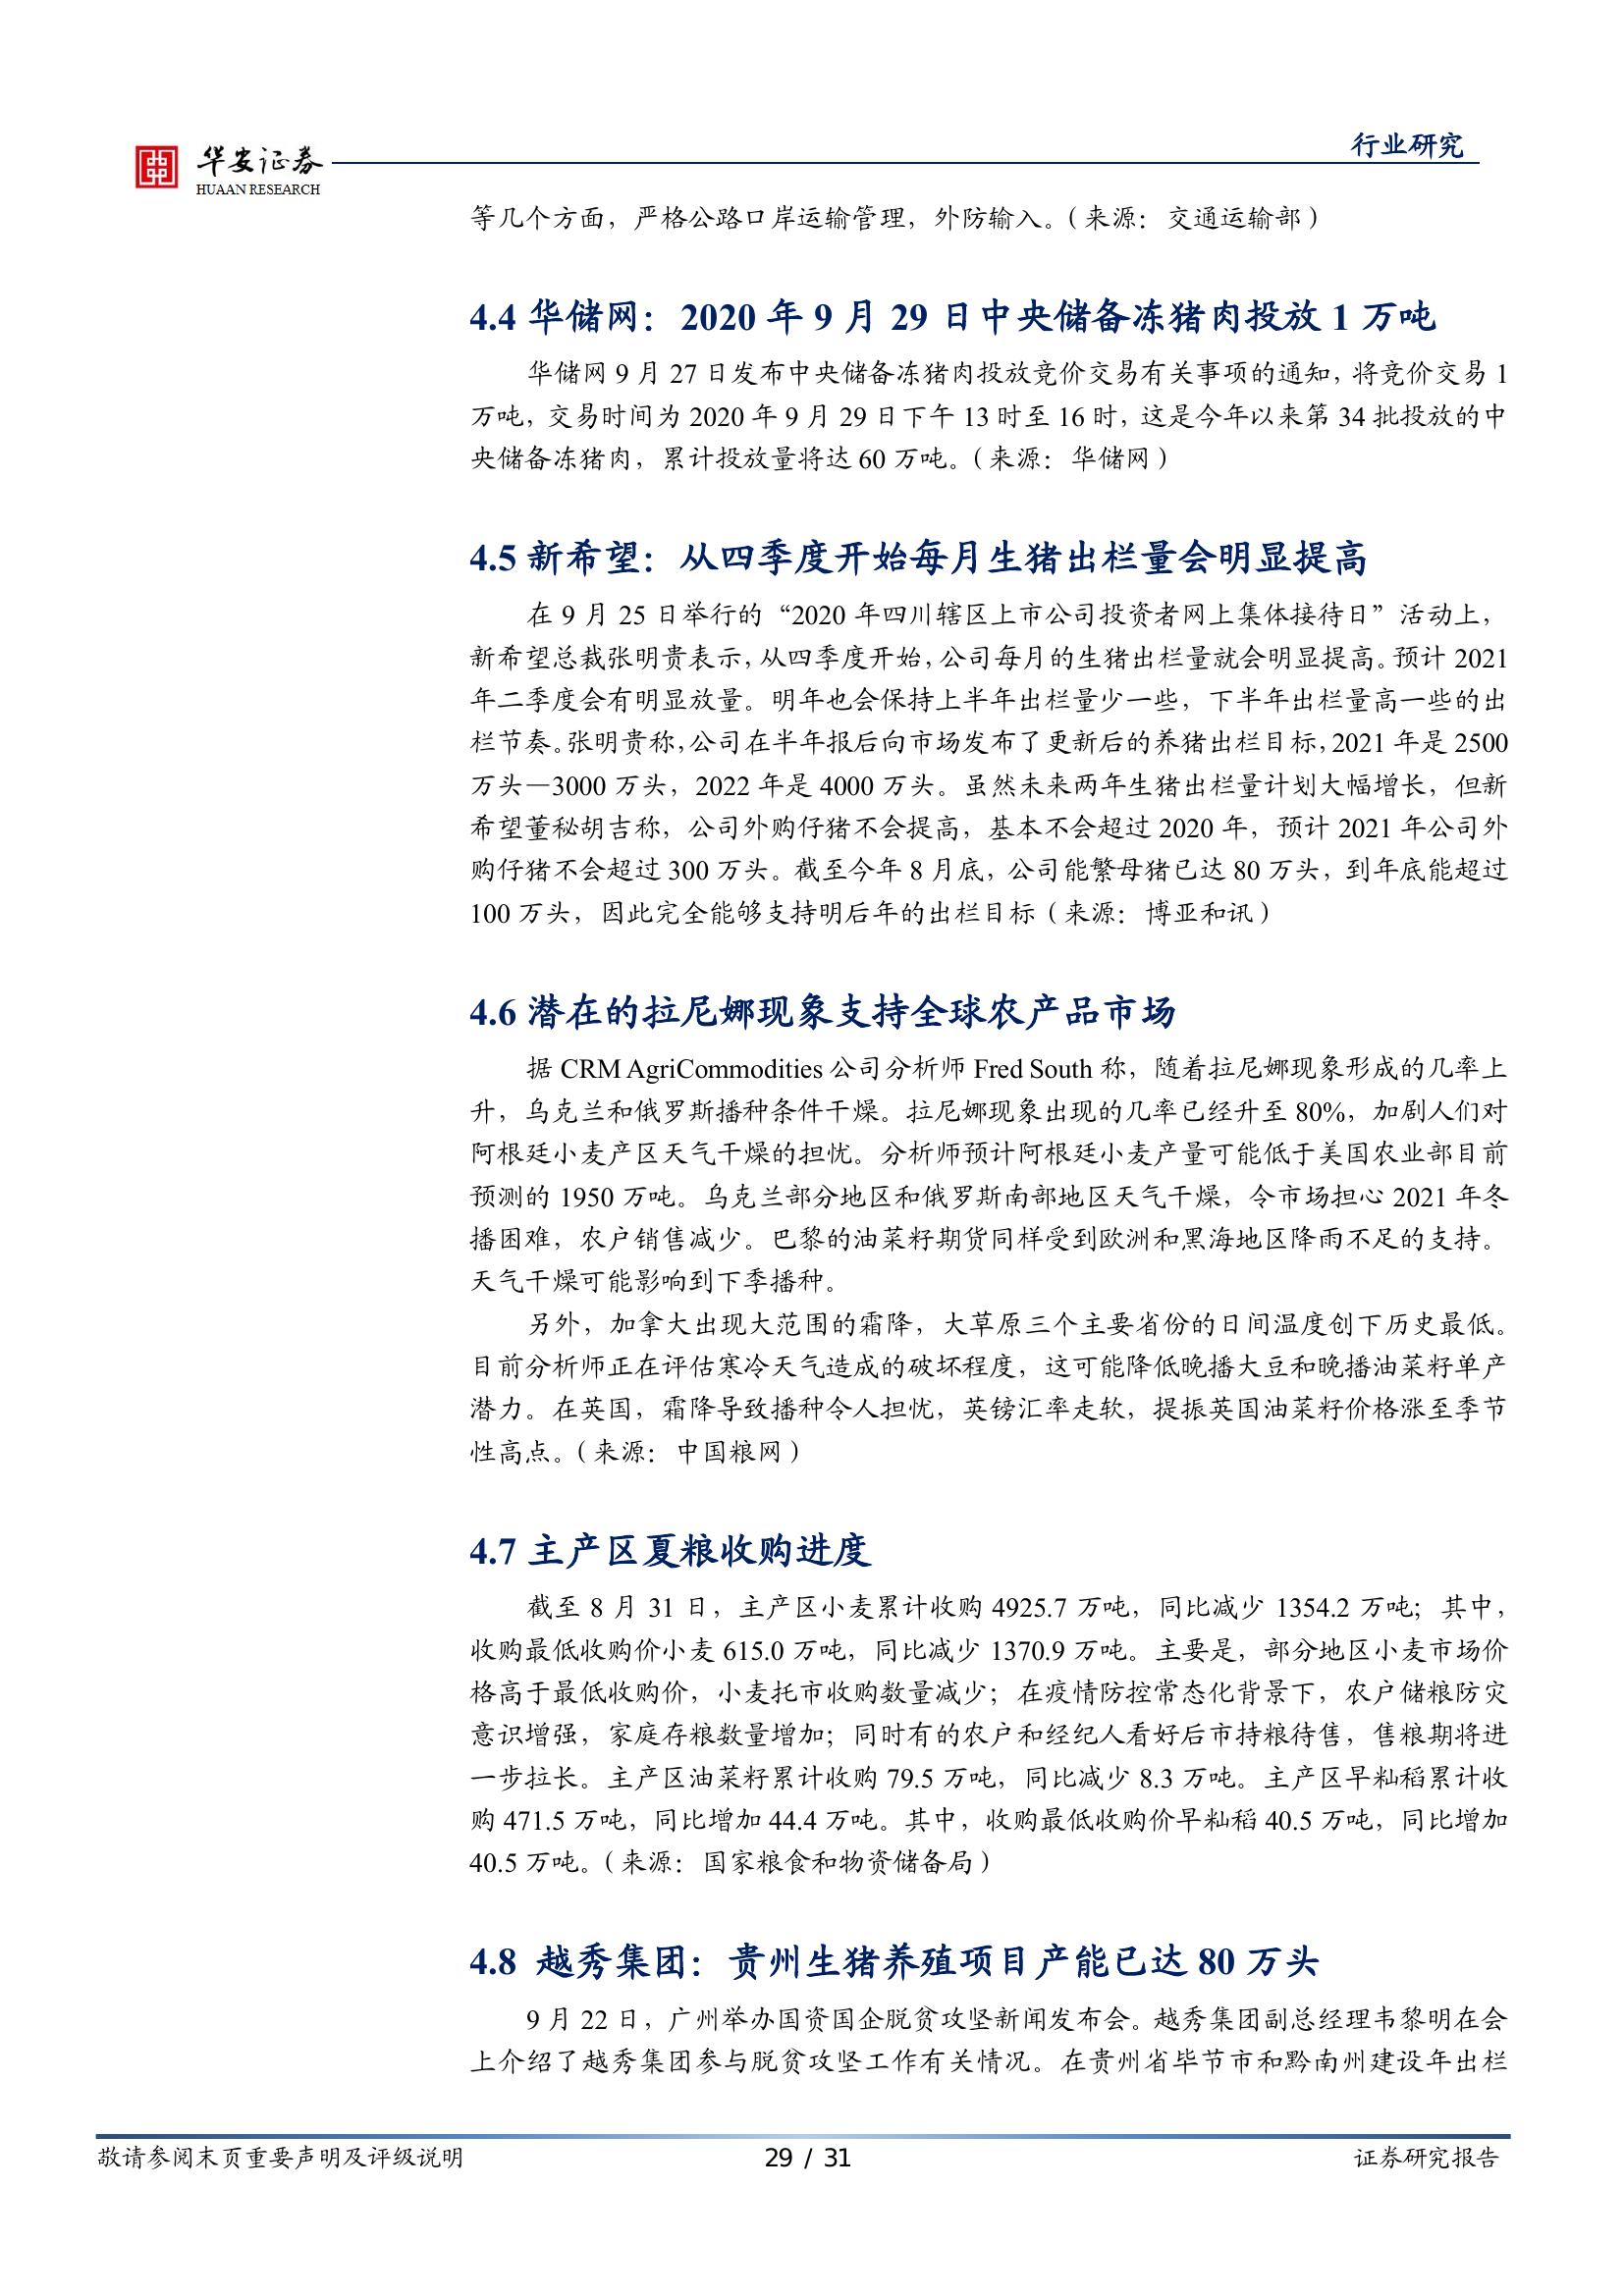 华安证券
HUAAN RESEARCH
行业研究
等几个方面，严格公路口岸运输管理，外防输入。（来源：交通运输部）
4.4 华储网：2020 年 9 月 29 日中央储备冻猪肉投放 1 万吨
华储网 9 月 27 日发布中央储备冻猪肉投放竞价交易有关事项的通知，将竞价交易 1
万吨，交易时间为 2020 年 9 月 29 日下午 13 时至 16 时，这是今年以来第 34 批投放的中
央储备冻猪肉，累计投放量将达 60 万吨。（来源：华储网）
4.5 新希望：从四季度开始每月生猪出栏量会明显提高
在 9 月 25 日举行的“2020 年四川辖区上市公司投资者网上集体接待日”活动上，
新希望总裁张明贵表示，从四季度开始，公司每月的生猪出栏量就会明显提高。预计 2021
年二季度会有明显放量。明年也会保持上半年出栏量少一些，下半年出栏量高一些的出
栏节奏。张明贵称，公司在半年报后向市场发布了更新后的养猪出栏目标，2021 年是 2500
万头—3000 万头，2022 年是 4000 万头。虽然未来两年生猪出栏量计划大幅增长，但新
希望董秘胡吉称，公司外购仔猪不会提高，基本不会超过 2020 年，预计 2021 年公司外
购仔猪不会超过 300 万头。截至今年 8 月底，公司能繁母猪已达 80 万头，到年底能超过
100 万头，因此完全能够支持明后年的出栏目标（来源：博亚和讯）
4.6 潜在的拉尼娜现象支持全球农产品市场
据 CRM AgriCommodities 公司分析师 Fred South 称，随着拉尼娜现象形成的几率上
升，乌克兰和俄罗斯播种条件干燥。拉尼娜现象出现的几率已经升至 80%，加剧人们对
阿根廷小麦产区天气干燥的担忧。分析师预计阿根廷小麦产量可能低于美国农业部目前
预测的 1950 万吨。乌克兰部分地区和俄罗斯南部地区天气干燥，令市场担心 2021 年冬
播困难，农户销售减少。巴黎的油菜籽期货同样受到欧洲和黑海地区降雨不足的支持。
天气干燥可能影响到下季播种。
另外，加拿大出现大范围的霜降，大草原三个主要省份的日间温度创下历史最低。
目前分析师正在评估寒冷天气造成的破坏程度，这可能降低晚播大豆和晚播油菜籽单产
潜力。在英国，霜降导致播种令人担忧，英镑汇率走软，提振英国油菜籽价格涨至季节
性高点。（来源：中国粮网）
4.7 主产区夏粮收购进度
截至 8 月 31 日，主产区小麦累计收购 4925.7 万吨，同比减少 1354.2 万吨；其中，
收购最低收购价小麦 615.0 万吨，同比减少 1370.9 万吨。主要是，部分地区小麦市场价
格高于最低收购价，小麦托市收购数量减少；在疫情防控常态化背景下，农户储粮防灾
意识增强，家庭存粮数量增加；同时有的农户和经纪人看好后市持粮待售，售粮期将进
一步拉长。主产区油菜籽累计收购 79.5 万吨，同比减少 8.3 万吨。主产区早籼稻累计收
购 471.5 万吨，同比增加 44.4 万吨。其中，收购最低收购价早籼稻 40.5 万吨，同比增加
40.5 万吨。（来源：国家粮食和物资储备局）
4.8 越秀集团：贵州生猪养殖项目产能已达 80 万头
9 月 22 日，广州举办国资国企脱贫攻坚新闻发布会。越秀集团副总经理韦黎明在会
上介绍了越秀集团参与脱贫攻坚工作有关情况。在贵州省毕节市和黔南州建设年出栏
敬请参阅末页重要声明及评级说明
29 / 31
证券研究报告